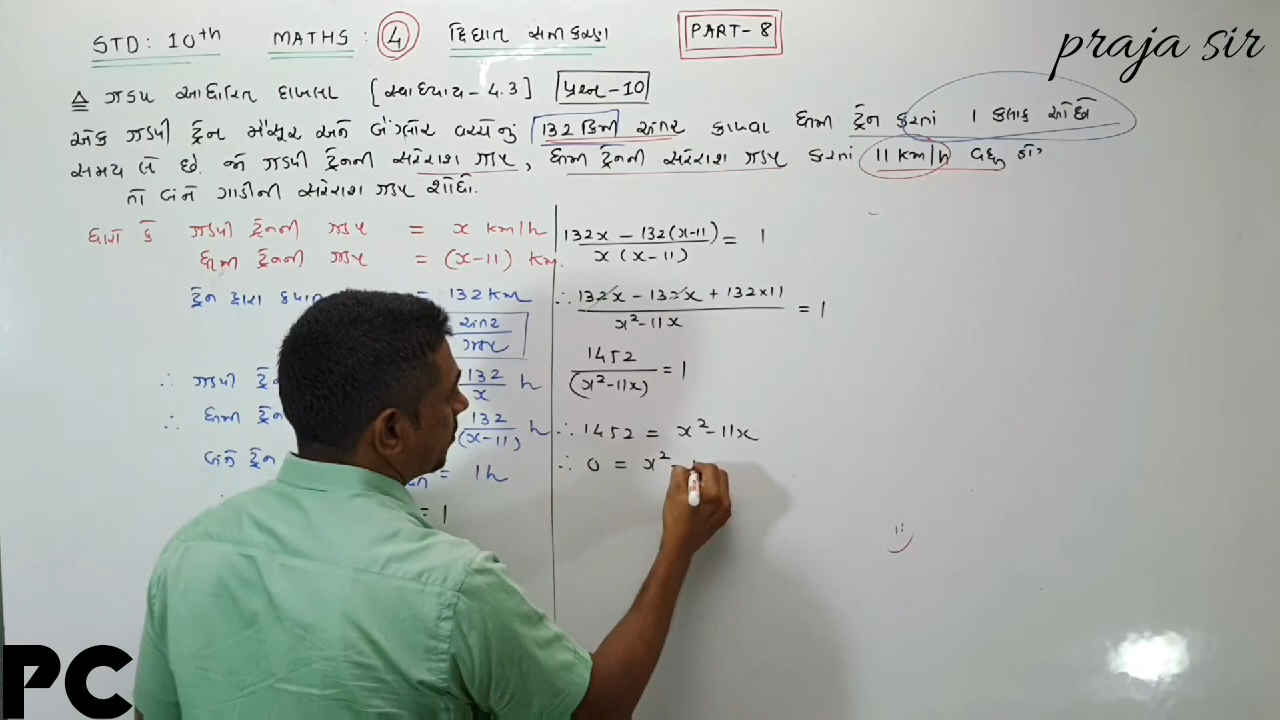 STD : 10th MATHS : 4 દ્વિઘાત સમીકરણ PART - 8
praja sir
ઝડપ આધારિત દાખલા [સ્વાધ્યાય - 4.3] પ્રશ્ન - 10
એક ઝડપી ટ્રેન મૈસૂર અને બેંગલોર વચ્ચેનું 132 કિમી અંતર કાપવા ધીમી ટ્રેન કરતાં 1 કલાક ઓછો
સમય લે છે. જો ઝડપી ટ્રેનની સરેરાશ ઝડપ, ધીમી ટ્રેનની સરેરાશ ઝડપ કરતાં 11 km/h વધુ હોય
તો બંને ગાડીની સરેરાશ ઝડપ શોધો.
ધારો કે ઝડપી ટ્રેનની ઝડપ = x km/h
ધીમી ટ્રેનની ઝડપ = (x-11) km
ટ્રેન દ્વારા = 132 km
અંતર
ઝડપ
∴ ઝડપી 132/x h
∴ ધીમી ટ્રેન 132/(x-11) h
બંને ટ્રેન = 1h
= 1
132x - 132(x-11) / x(x-11) = 1
∴ 132x - 132x + 132×11 / x²-11x = 1
1452 / (x²-11x) = 1
∴ 1452 = x²-11x
∴ 0 = x² -
PC